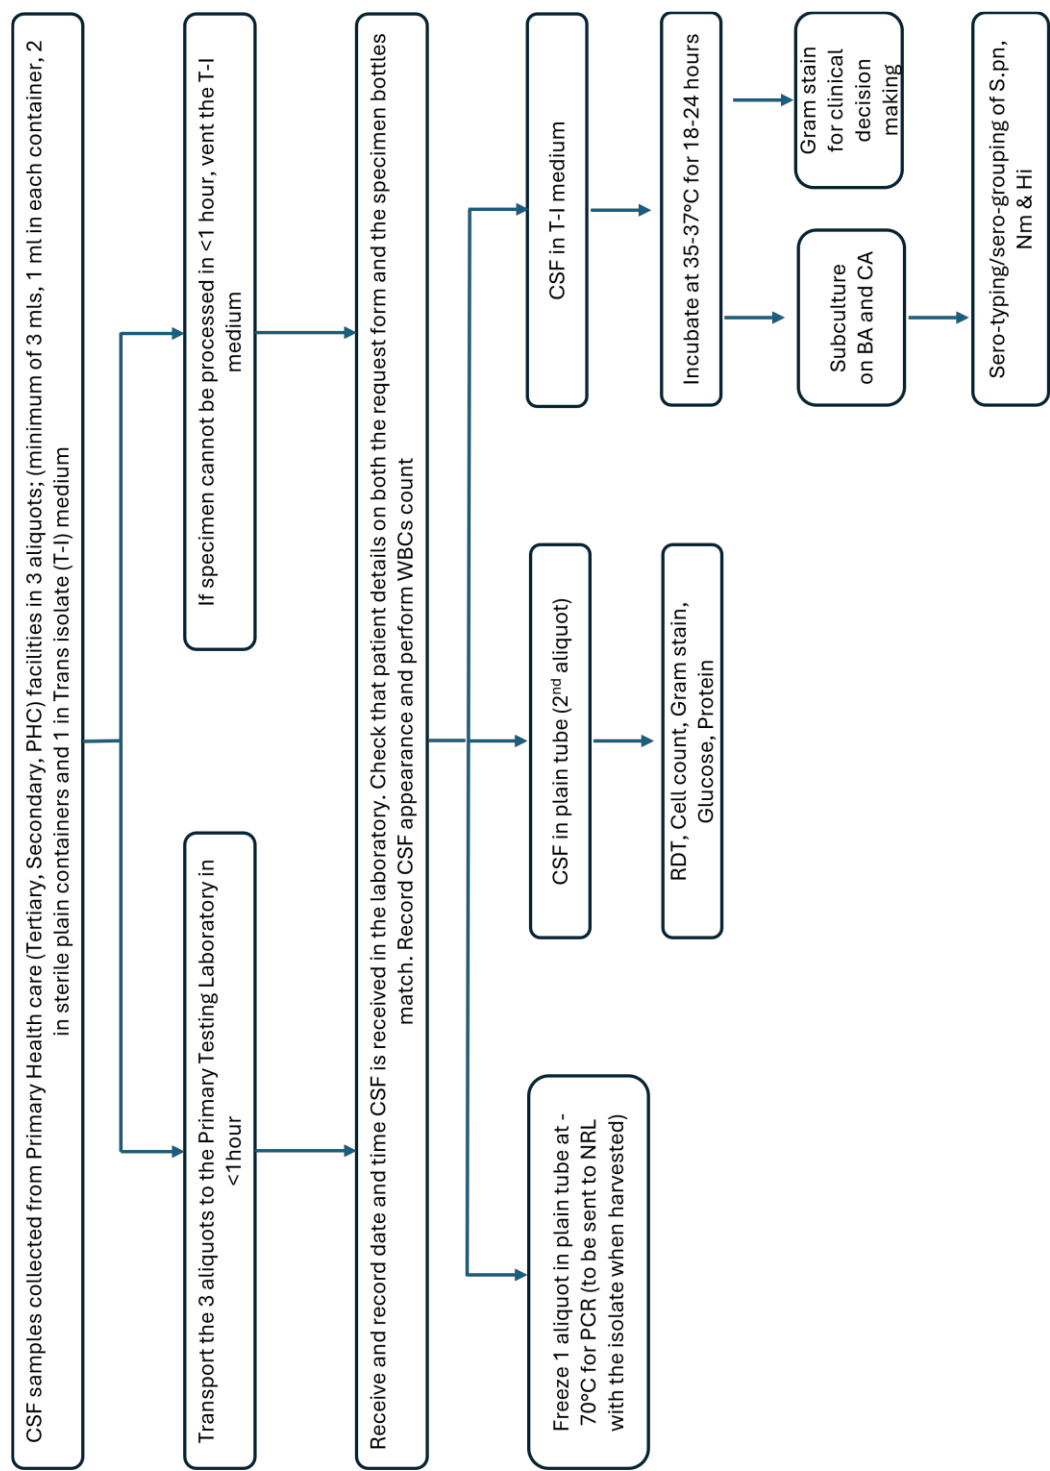 CSF samples collected from Primary Health care (Tertiary, Secondary, PHC) facilities in 3 aliquots; (minimum of 3 mls, 1 ml in each container, 2
in sterile plain containers and 1 in Trans isolate (T-I) medium
Transport the 3 aliquots to the Primary Testing Laboratory in
<1hour
If specimen cannot be processed in <1 hour, vent the T-I
medium
Receive and record date and time CSF is received in the laboratory. Check that patient details on both the request form and the specimen bottles
match. Record CSF appearance and perform WBCs count
Freeze 1 aliquot in plain tube at -
70°C for PCR (to be sent to NRL
with the isolate when harvested)
CSF in plain tube (2nd aliquot)
RDT, Cell count, Gram stain,
Glucose, Protein
CSF in T-I medium
Incubate at 35-37°C for 18-24 hours
Subculture
on BA and CA
Gram stain
for clinical
decision
making
Sero-typing/sero-grouping of S.pn,
Nm & Hi